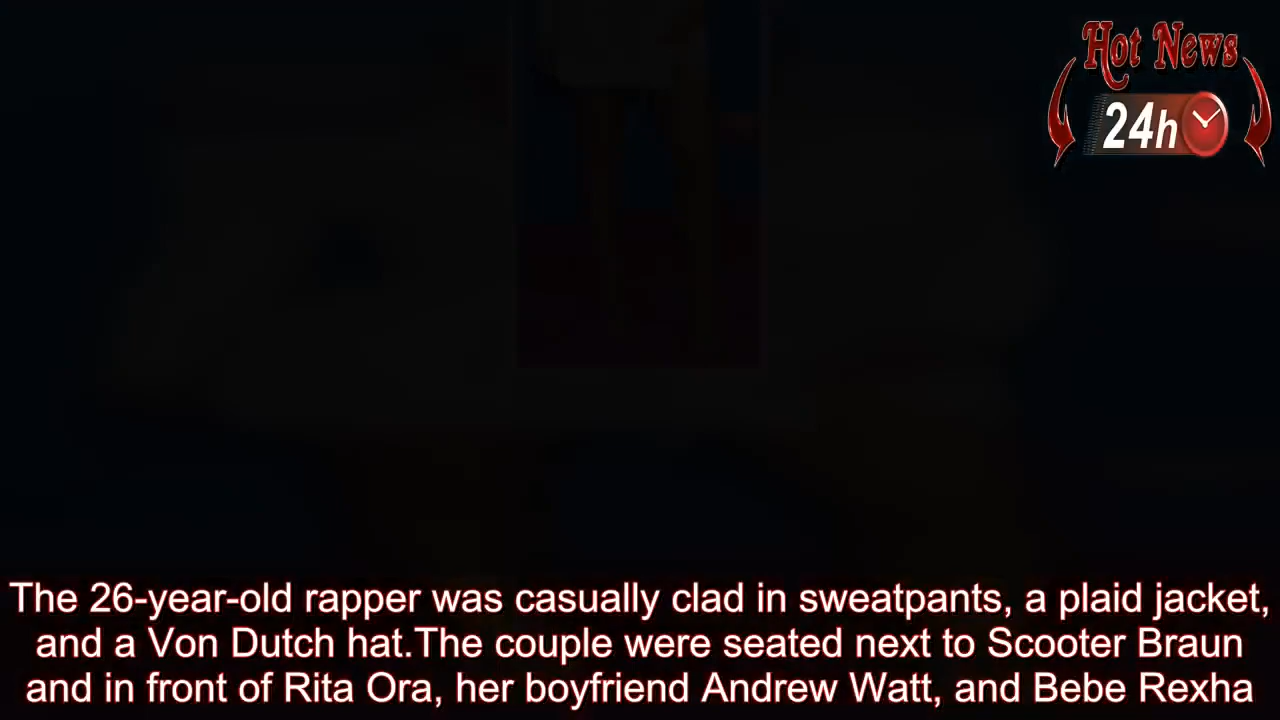 Hot News
24h
The 26-year-old rapper was casually clad in sweatpants, a plaid jacket,
and a Von Dutch hat.The couple were seated next to Scooter Braun
and in front of Rita Ora, her boyfriend Andrew Watt, and Bebe Rexha